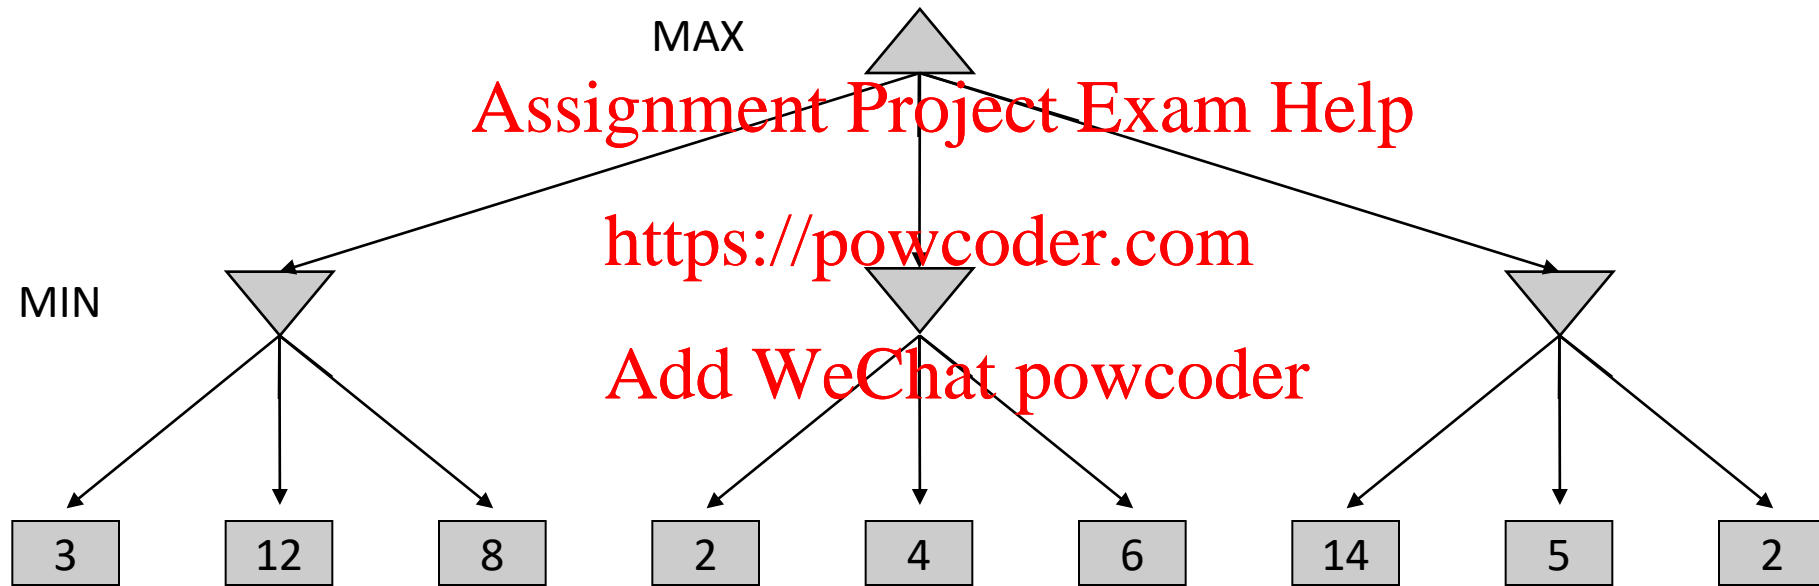 MAX
Assignment Project Exam Help
https://powcoder.com
MIN
Add WeChat powcoder
3 12 8 2 4 6 14 5 2